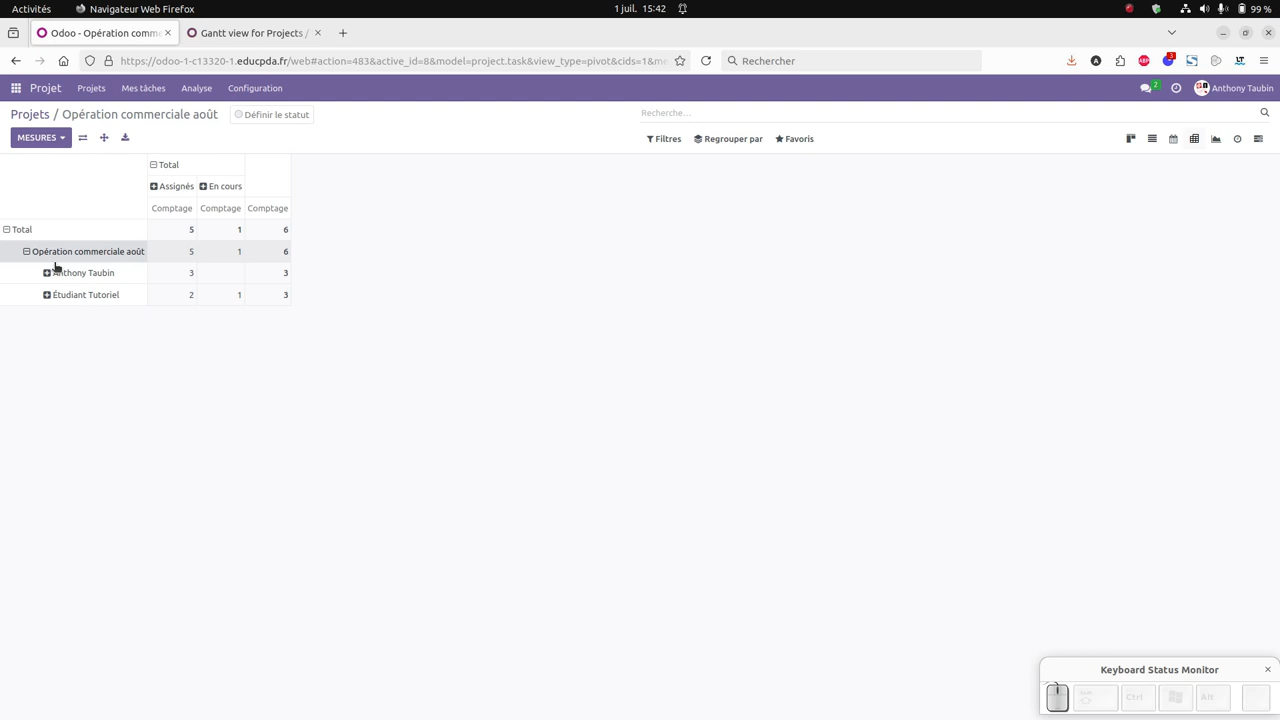 Activités
Navigateur Web Firefox
1 juil. 15:42
99 %
Odoo - Opération comme
Gantt view for Projects /
https://odoo-1-c13320-1.educpda.fr/web#action=483&active_id=8&model=project.task&view_type=pivot&cids=1&me
Rechercher
3
Projet
Projets
Mes tâches
Analyse
Configuration
2
Anthony Taubin
Projets / Opération commerciale août
Définir le statut
Recherche...
MESURES
Filtres
Regrouper par
Favoris
Total
Assignés
En cours
Comptage
Comptage
Comptage
Total
5
1
6
Opération commerciale août
5
1
6
Anthony Taubin
3
3
Étudiant Tutoriel
2
1
3
Keyboard Status Monitor
Ctrl
Alt